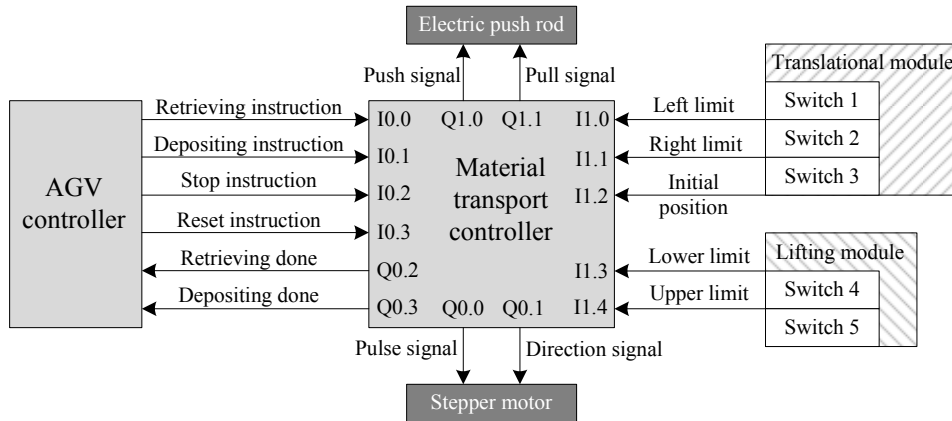 Electric push rod
Push signal
Pull signal
Translational module
Switch 1
Switch 2
Switch 3
Retrieving instruction
Depositing instruction
Stop instruction
Reset instruction
Retrieving done
Depositing done
AGV
controller
I0.0
I0.1
I0.2
I0.3
Q0.2
Q0.3
Q1.0
Q1.1
Material
transport
controller
Q0.0
Q0.1
I1.0
I1.1
I1.2
I1.3
I1.4
Left limit
Right limit
Initial
position
Lower limit
Upper limit
Lifting module
Switch 4
Switch 5
Pulse signal
Direction signal
Stepper motor